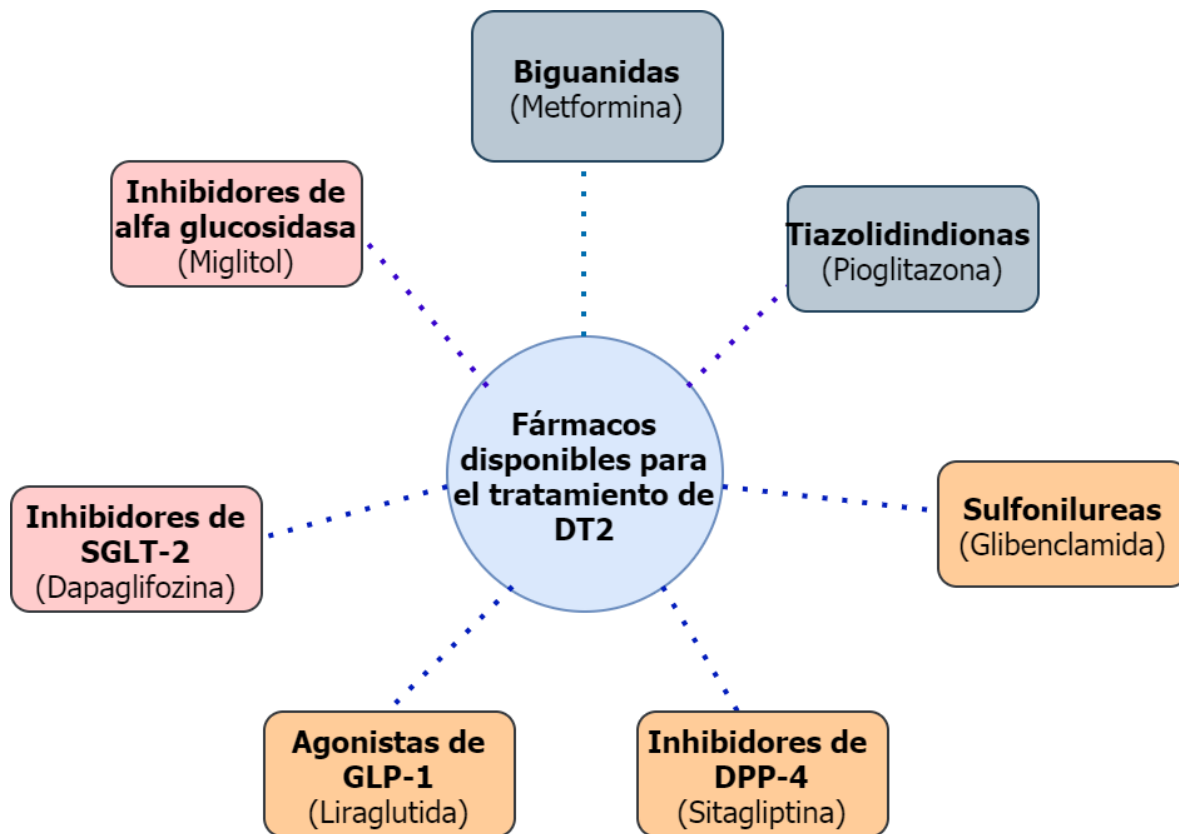 Biguanidas
(Metformina)
Inhibidores de
alfa glucosidasa
(Miglitol)
Tiazolidindionas
(Pioglitazona)
Fármacos
disponibles para
el tratamiento de
DT2
Inhibidores de
SGLT-2
(Dapaglifozina)
Sulfonilureas
(Glibenclamida)
Agonistas de
GLP-1
(Liraglutida)
Inhibidores de
DPP-4
(Sitagliptina)